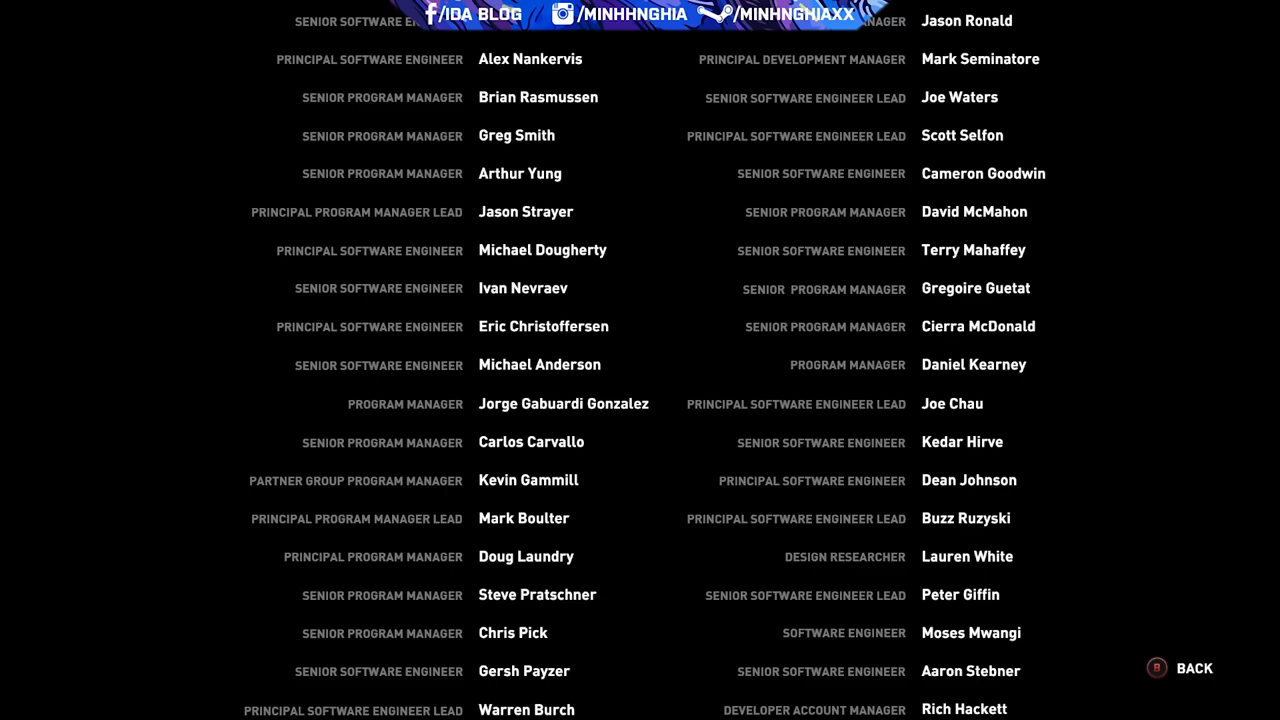 /IDA BLOG /MINHHNGHIA /MINHNGHIAXX
SENIOR SOFTWARE
MANAGER Jason Ronald
PRINCIPAL SOFTWARE ENGINEER Alex Nankervis
PRINCIPAL DEVELOPMENT MANAGER Mark Seminatore
SENIOR PROGRAM MANAGER Brian Rasmussen
SENIOR SOFTWARE ENGINEER LEAD Joe Waters
SENIOR PROGRAM MANAGER Greg Smith
PRINCIPAL SOFTWARE ENGINEER LEAD Scott Selfon
SENIOR PROGRAM MANAGER Arthur Yung
SENIOR SOFTWARE ENGINEER Cameron Goodwin
PRINCIPAL PROGRAM MANAGER LEAD Jason Strayer
SENIOR PROGRAM MANAGER David McMahon
PRINCIPAL SOFTWARE ENGINEER Michael Dougherty
SENIOR SOFTWARE ENGINEER Terry Mahaffey
SENIOR SOFTWARE ENGINEER Ivan Nevraev
SENIOR PROGRAM MANAGER Gregoire Guetat
PRINCIPAL SOFTWARE ENGINEER Eric Christoffersen
SENIOR PROGRAM MANAGER Cierra McDonald
SENIOR SOFTWARE ENGINEER Michael Anderson
PROGRAM MANAGER Daniel Kearney
PROGRAM MANAGER Jorge Gabuardi Gonzalez
PRINCIPAL SOFTWARE ENGINEER LEAD Joe Chau
SENIOR PROGRAM MANAGER Carlos Carvallo
SENIOR SOFTWARE ENGINEER Kedar Hirve
PARTNER GROUP PROGRAM MANAGER Kevin Gammill
PRINCIPAL SOFTWARE ENGINEER Dean Johnson
PRINCIPAL PROGRAM MANAGER LEAD Mark Boulter
PRINCIPAL SOFTWARE ENGINEER LEAD Buzz Ruzyski
PRINCIPAL PROGRAM MANAGER Doug Laundry
DESIGN RESEARCHER Lauren White
SENIOR PROGRAM MANAGER Steve Pratschner
SENIOR SOFTWARE ENGINEER LEAD Peter Giffin
SENIOR PROGRAM MANAGER Chris Pick
SOFTWARE ENGINEER Moses Mwangi
SENIOR SOFTWARE ENGINEER Gersh Payzer
SENIOR SOFTWARE ENGINEER Aaron Stebner
B BACK
PRINCIPAL SOFTWARE ENGINEER LEAD Warren Burch
DEVELOPER ACCOUNT MANAGER Rich Hackett